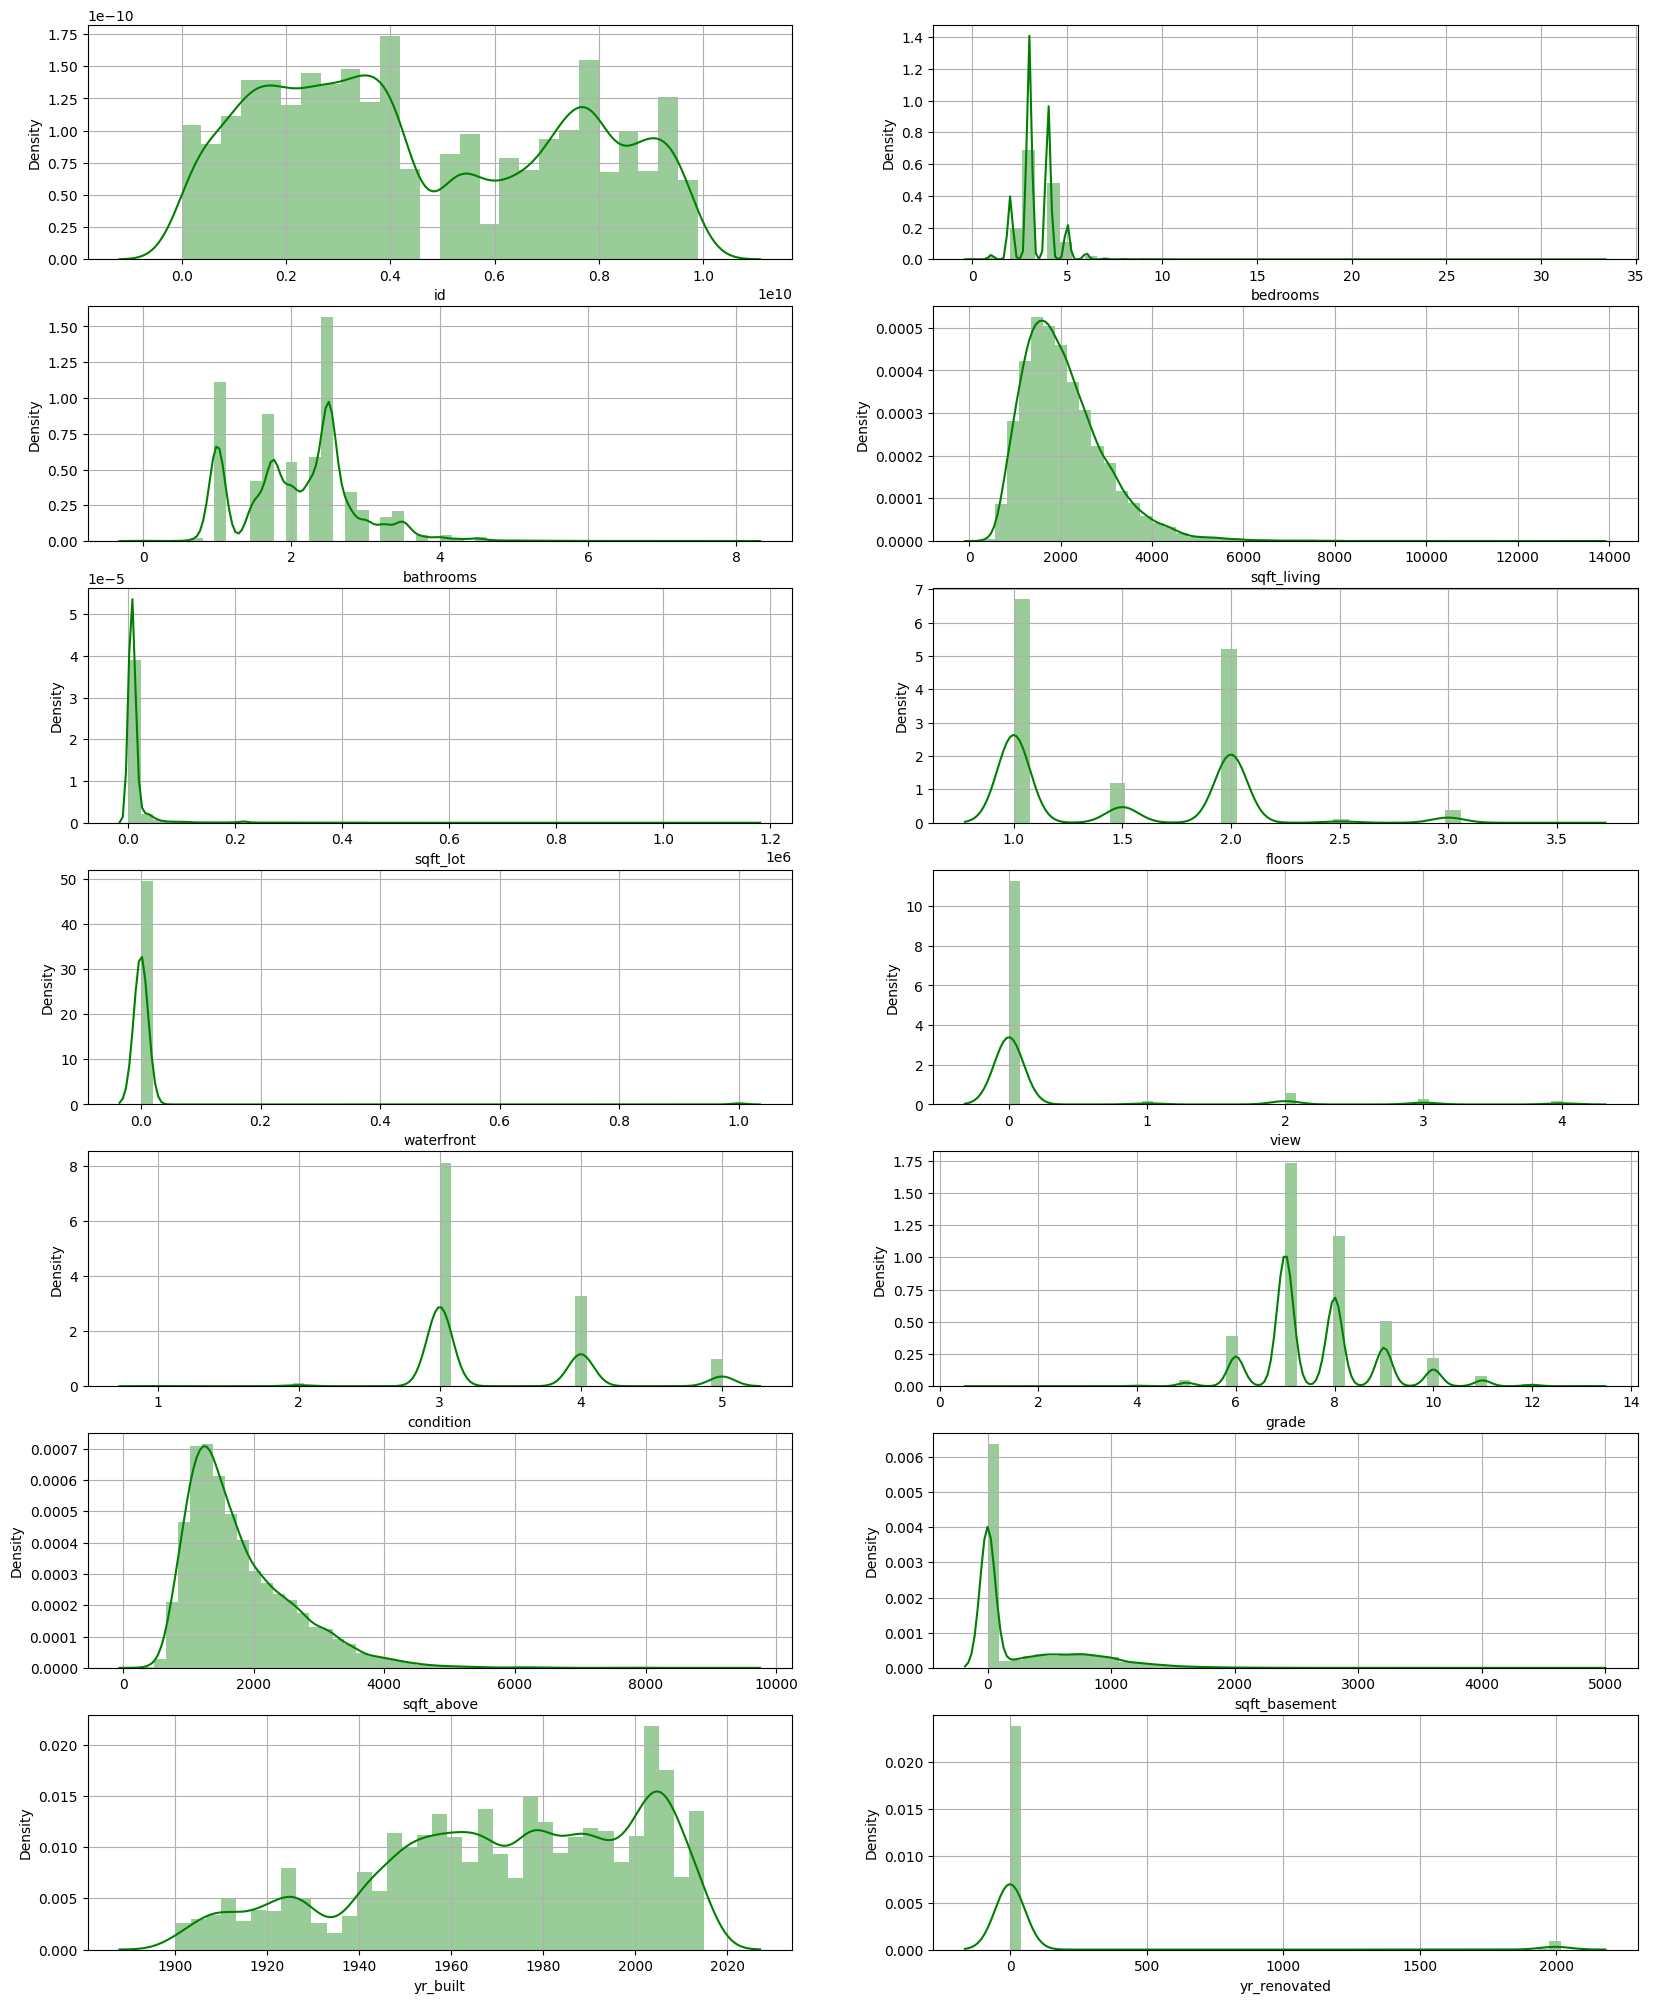 1e−10
Density
1.75
1.50
1.25
1.00
0.75
0.50
0.25
0.00
0.0 0.2 0.4 0.6 0.8 1.0
id 1e10
Density
1.4
1.2
1.0
0.8
0.6
0.4
0.2
0.0
0 5 10 15 20 25 30 35
bedrooms
Density
1.50
1.25
1.00
0.75
0.50
0.25
0.00
0 2 4 6 8
bathrooms
Density
0.0005
0.0004
0.0003
0.0002
0.0001
0.0000
0 2000 4000 6000 8000 10000 12000 14000
sqft_living
1e−5
Density
5
4
3
2
1
0
0.0 0.2 0.4 0.6 0.8 1.0 1.2
sqft_lot 1e6
Density
7
6
5
4
3
2
1
0
1.0 1.5 2.0 2.5 3.0 3.5
floors
Density
50
40
30
20
10
0
0.0 0.2 0.4 0.6 0.8 1.0
waterfront
Density
10
8
6
4
2
0
0 1 2 3 4
view
Density
8
6
4
2
0
1 2 3 4 5
condition
Density
1.75
1.50
1.25
1.00
0.75
0.50
0.25
0.00
0 2 4 6 8 10 12 14
grade
Density
0.0007
0.0006
0.0005
0.0004
0.0003
0.0002
0.0001
0.0000
0 2000 4000 6000 8000 10000
sqft_above
Density
0.006
0.005
0.004
0.003
0.002
0.001
0.000
0 1000 2000 3000 4000 5000
sqft_basement
Density
0.020
0.015
0.010
0.005
0.000
1900 1920 1940 1960 1980 2000 2020
yr_built
Density
0.020
0.015
0.010
0.005
0.000
0 500 1000 1500 2000
yr_renovated